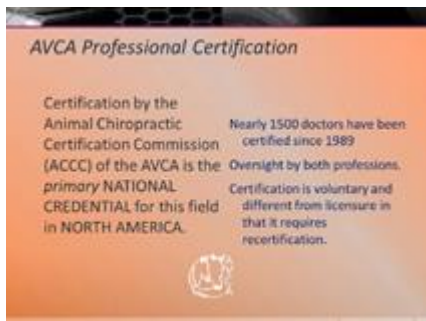 AVCA Professional Certification
Certification by the
Animal Chiropractic
Certification Commission
(ACCC) of the AVCA is the
primary NATIONAL
CREDENTIAL for this field
in NORTH AMERICA.
Nearly 1500 doctors have been
certified since 1989
Oversight by both professions.
Certification is voluntary and
different from licensure in
that it requires
recertification.